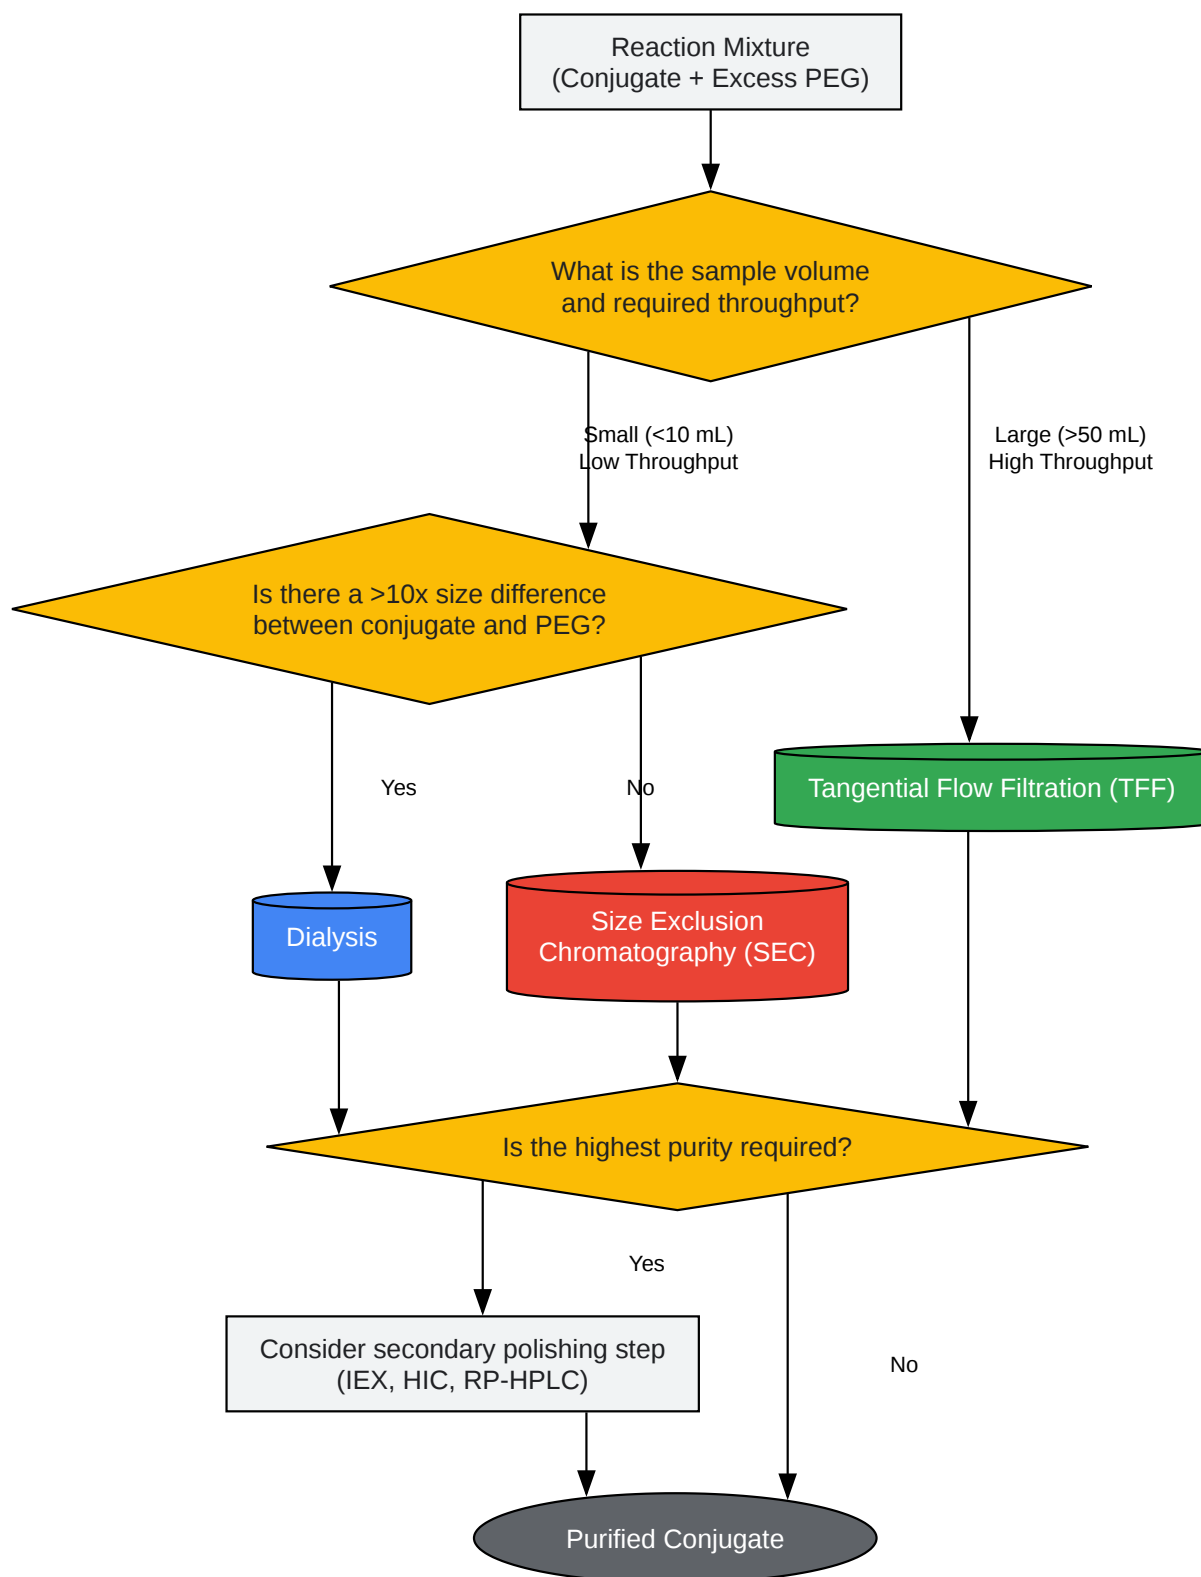 Reaction Mixture
(Conjugate + Excess PEG)
What is the sample volume
and required throughput?
Small (<10 mL)
Low Throughput
Large (>50 mL)
High Throughput
Is there a >10x size difference
between conjugate and PEG?
Yes
No
Tangential Flow Filtration (TFF)
Dialysis
Size Exclusion
Chromatography (SEC)
Is the highest purity required?
Yes
No
Consider secondary polishing step
(IEX, HIC, RP-HPLC)
Purified Conjugate